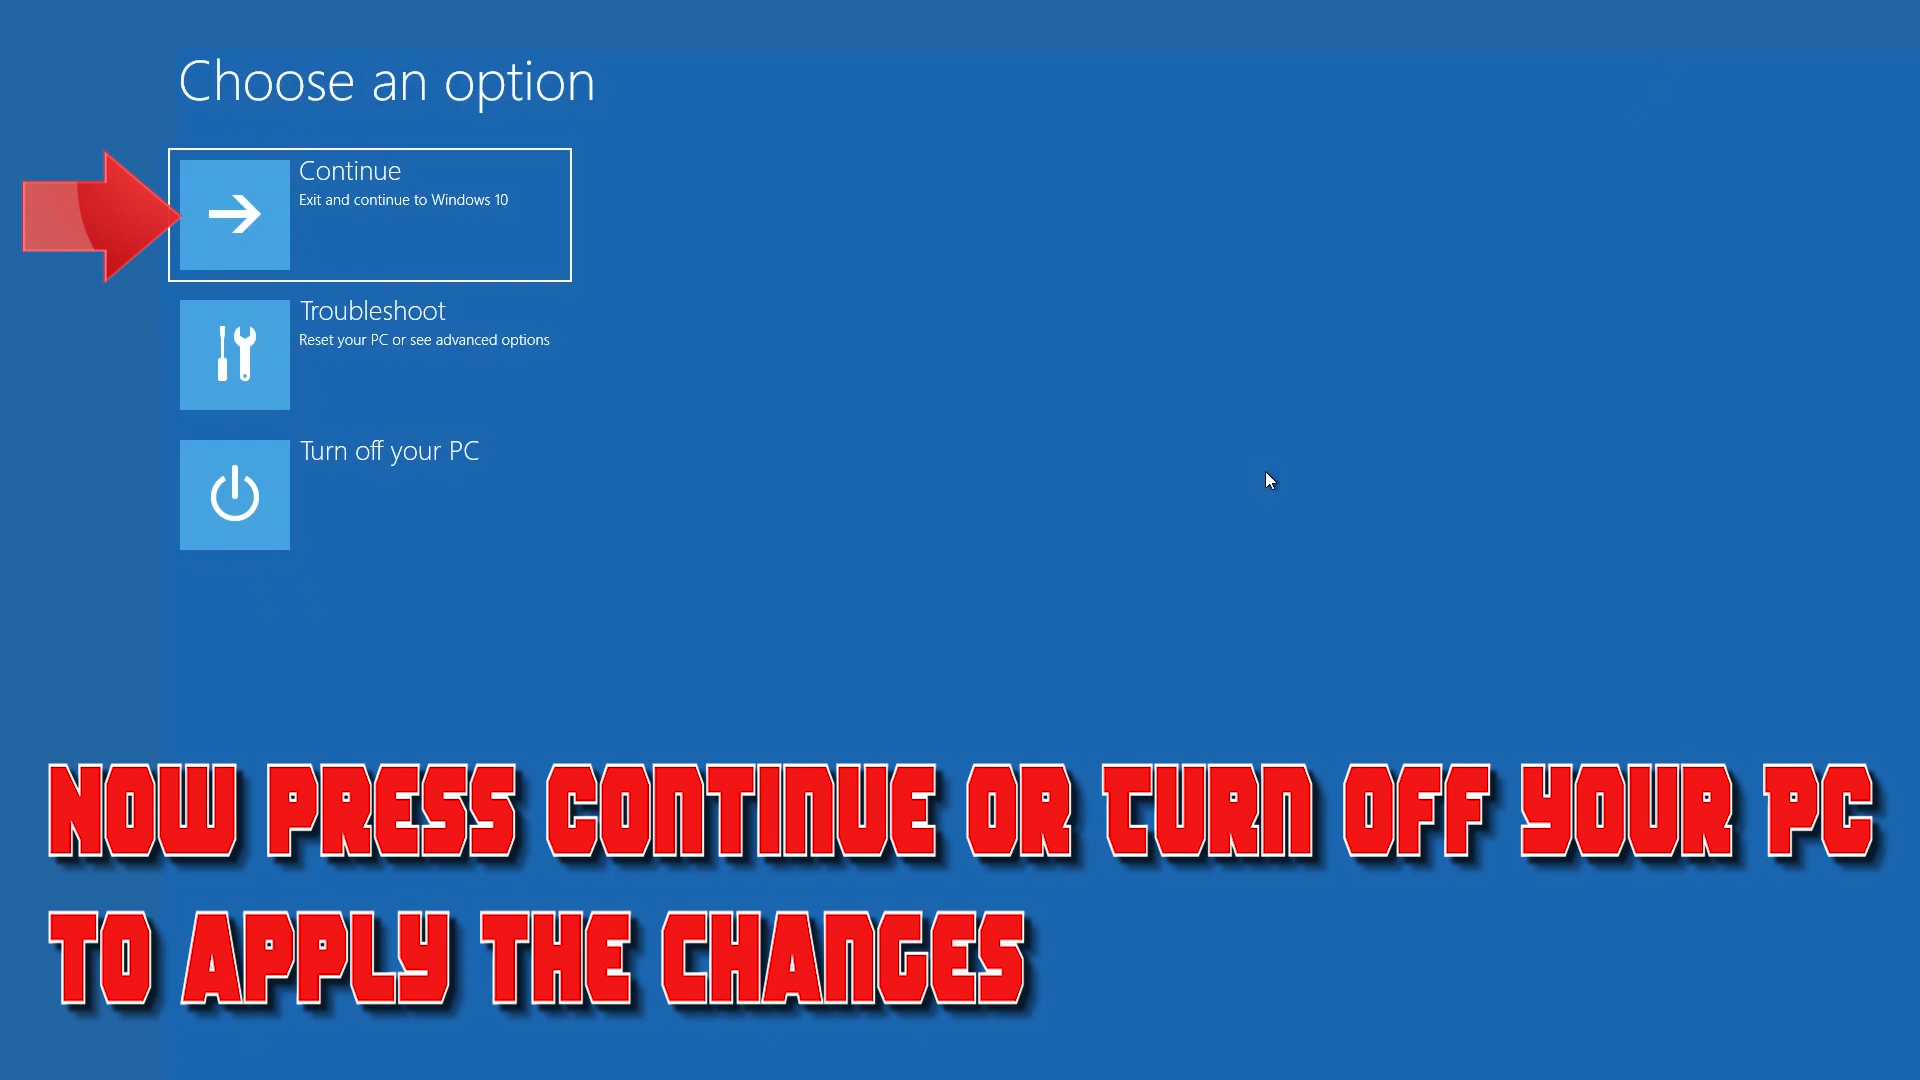 Choose an option
Continue
Exit and continue to Windows 10
Troubleshoot
Reset your PC or see advanced options
Turn off your PC
NOW PRESS CONTINUE OR TURN OFF YOUR PC
TO APPLY THE CHANGES